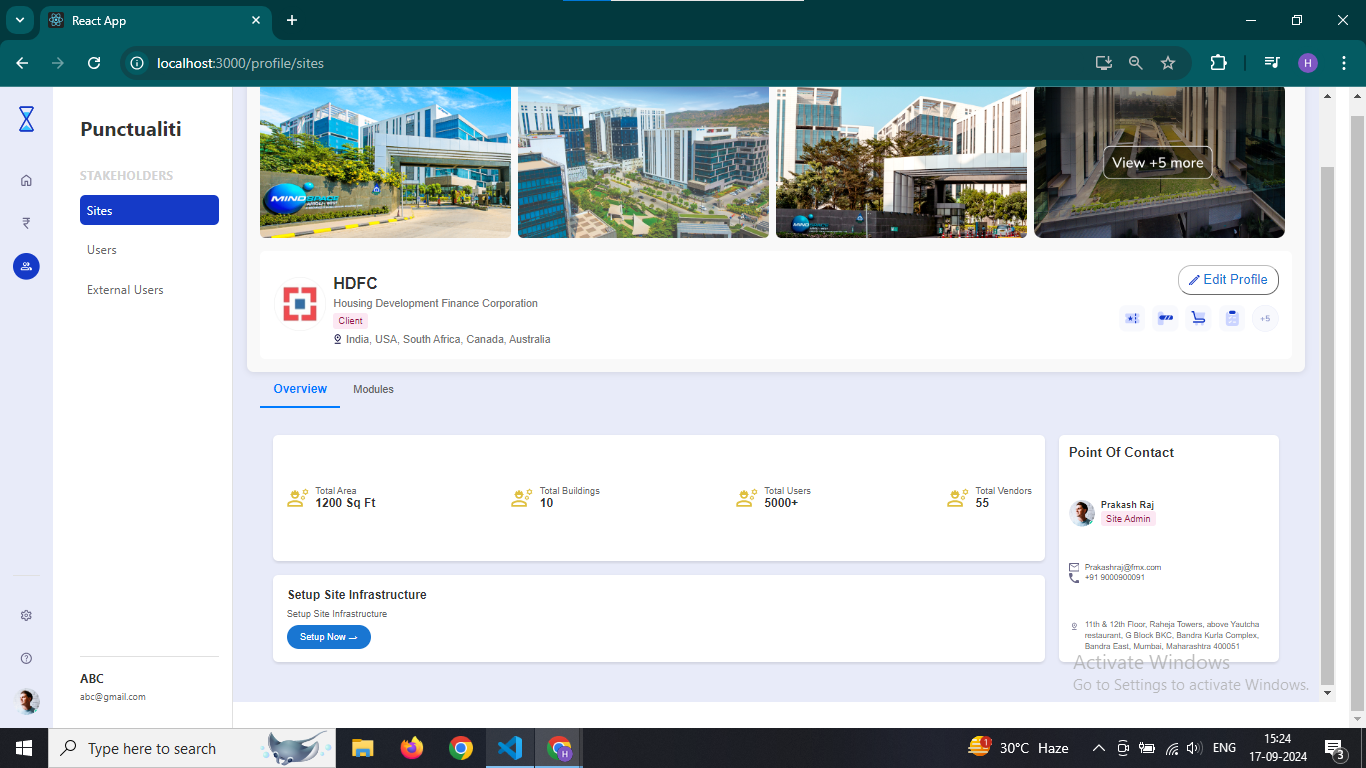 React App
localhost:3000/profile/sites
H
Punctualiti
STAKEHOLDERS
Sites
Users
External Users
ABC
abc@gmail.com
MINDSPACE
MINDSPACE
View +5 more
HDFC
Housing Development Finance Corporation
Client
India, USA, South Africa, Canada, Australia
Edit Profile
+5
Overview
Modules
Total Area
1200 Sq Ft
Total Buildings
10
Total Users
5000+
Total Vendors
55
Setup Site Infrastructure
Setup Site Infrastructure
Setup Now
Point Of Contact
Prakash Raj
Site Admin
Prakashraj@fmx.com
+91 9000900091
11th & 12th Floor, Raheja Towers, above Yautcha
restaurant, G Block BKC, Bandra Kurla Complex,
Bandra East, Mumbai, Maharashtra 400051
Activate Windows
Go to Settings to activate Windows.
Type here to search
H
1
30°C Haze
ENG
15:24
17-09-2024
3